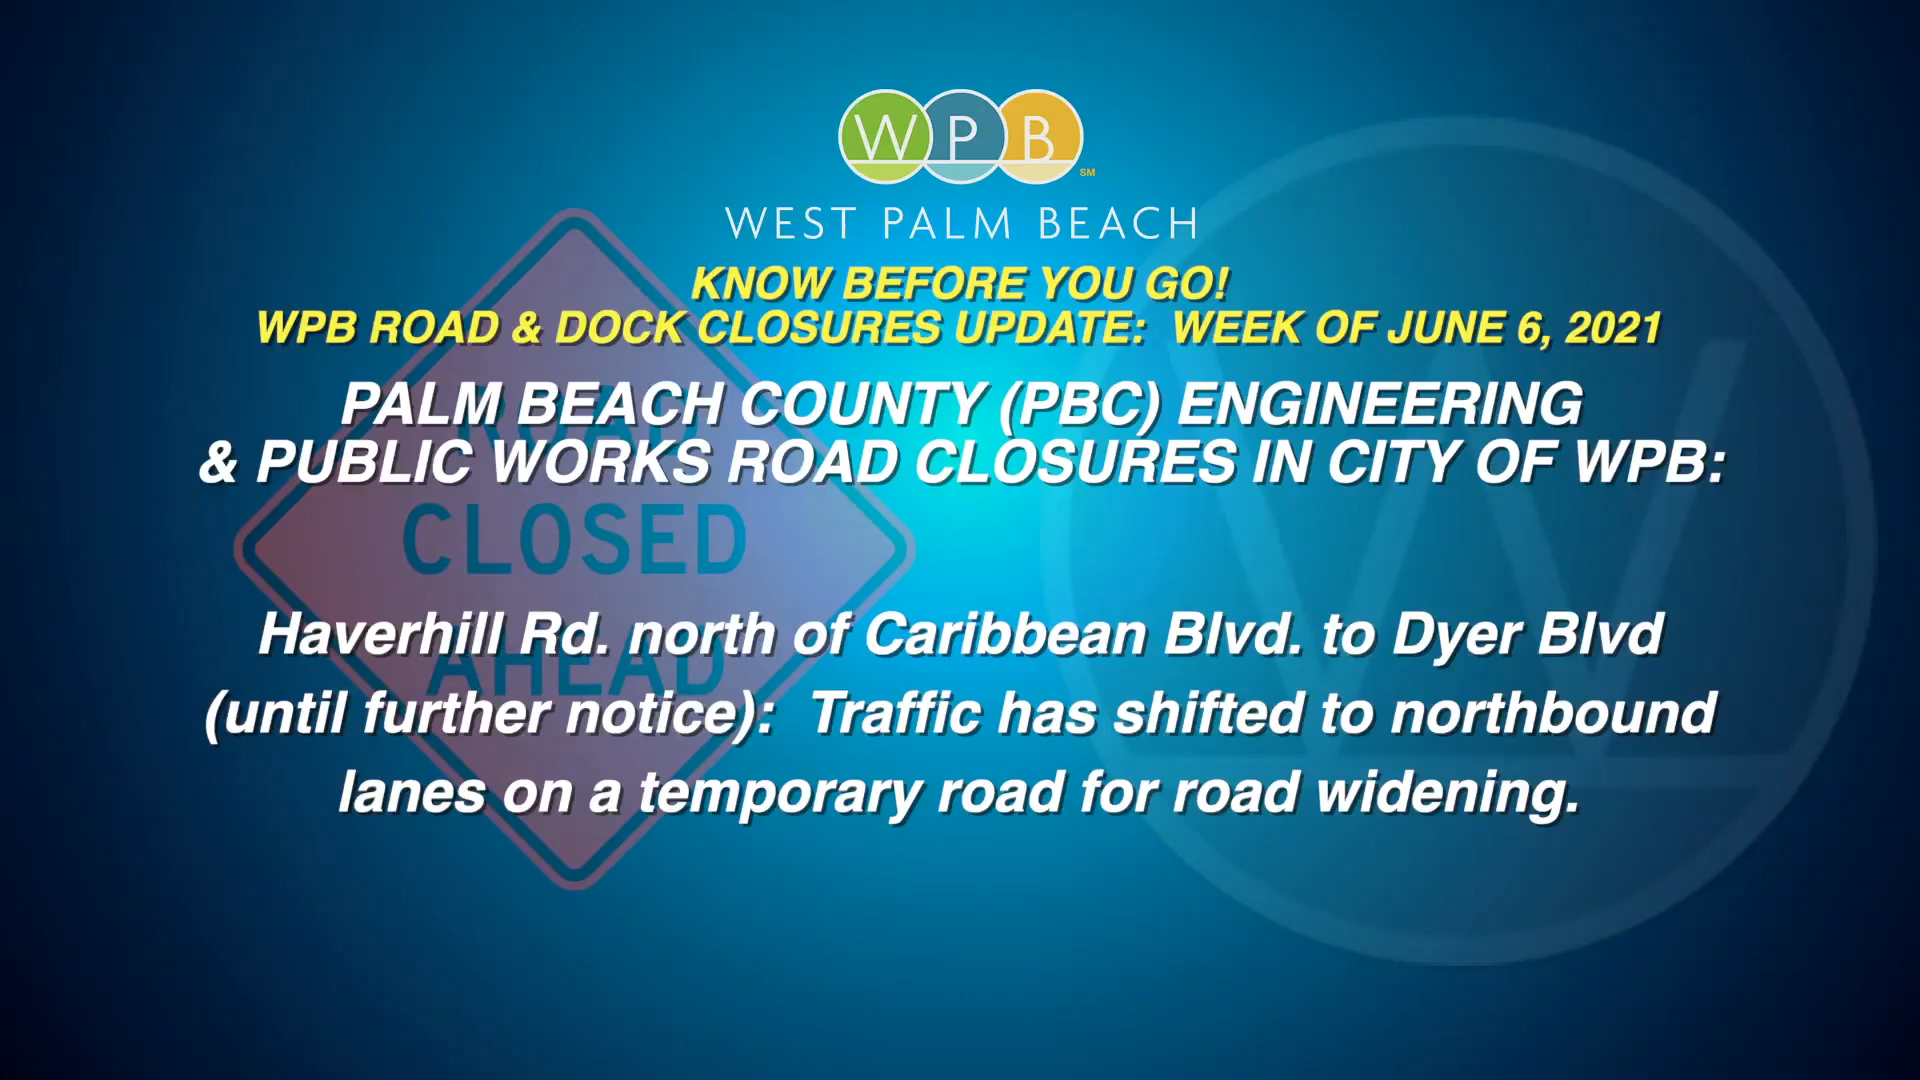 WPB SM
WEST PALM BEACH
KNOW BEFORE YOU GO!
WPB ROAD & DOCK CLOSURES UPDATE: WEEK OF JUNE 6, 2021
PALM BEACH COUNTY (PBC) ENGINEERING
& PUBLIC WORKS ROAD CLOSURES IN CITY OF WPB:
ROAD
CLOSED
AHEAD
W
Haverhill Rd. north of Caribbean Blvd. to Dyer Blvd
(until further notice): Traffic has shifted to northbound
lanes on a temporary road for road widening.